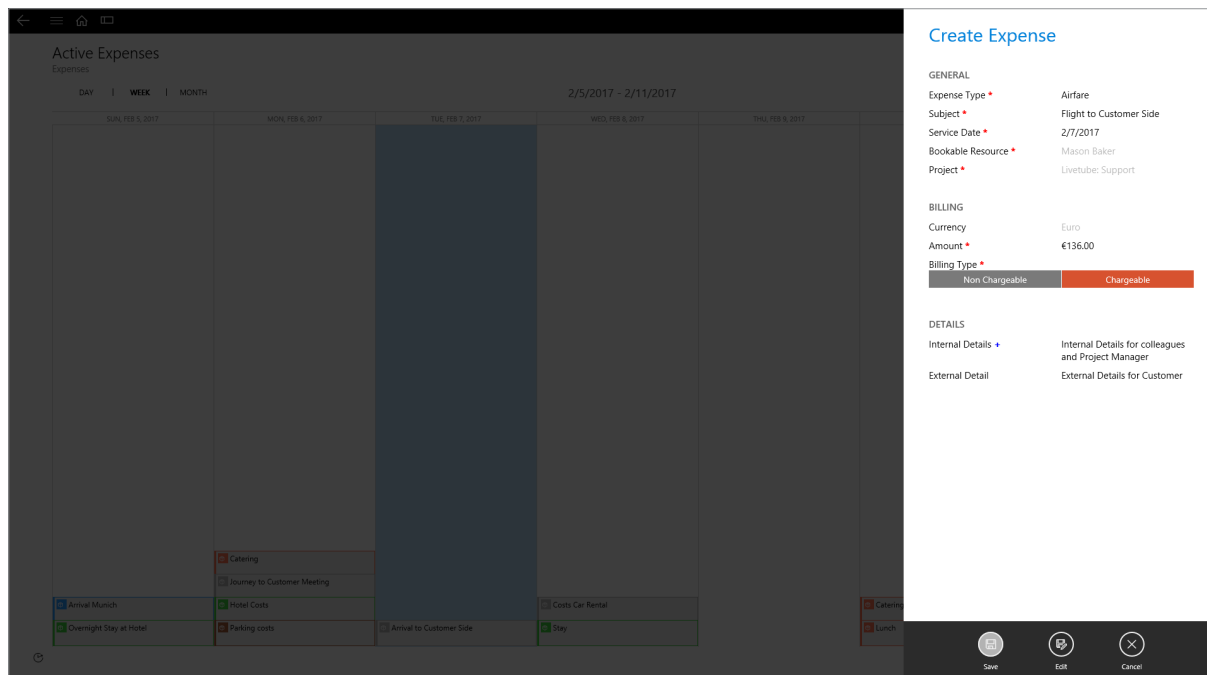 Active Expenses
Expenses
DAY | WEEK | MONTH
2/5/2017 - 2/11/2017
SUN, FEB 5, 2017
MON, FEB 6, 2017
TUE, FEB 7, 2017
WED, FEB 8, 2017
THU, FEB 9, 2017
Catering
Journey to Customer Meeting
Arrival Munich
Hotel Costs
Costs Car Rental
Catering
Overnight Stay at Hotel
Parking costs
Arrival to Customer Side
Stay
Lunch
Create Expense
GENERAL
Expense Type * Airfare
Subject * Flight to Customer Side
Service Date * 2/7/2017
Bookable Resource * Mason Baker
Project * Livetube: Support
BILLING
Currency Euro
Amount * €136.00
Billing Type *
Non Chargeable Chargeable
DETAILS
Internal Details + Internal Details for colleagues
and Project Manager
External Detail External Details for Customer
Save Edit Cancel